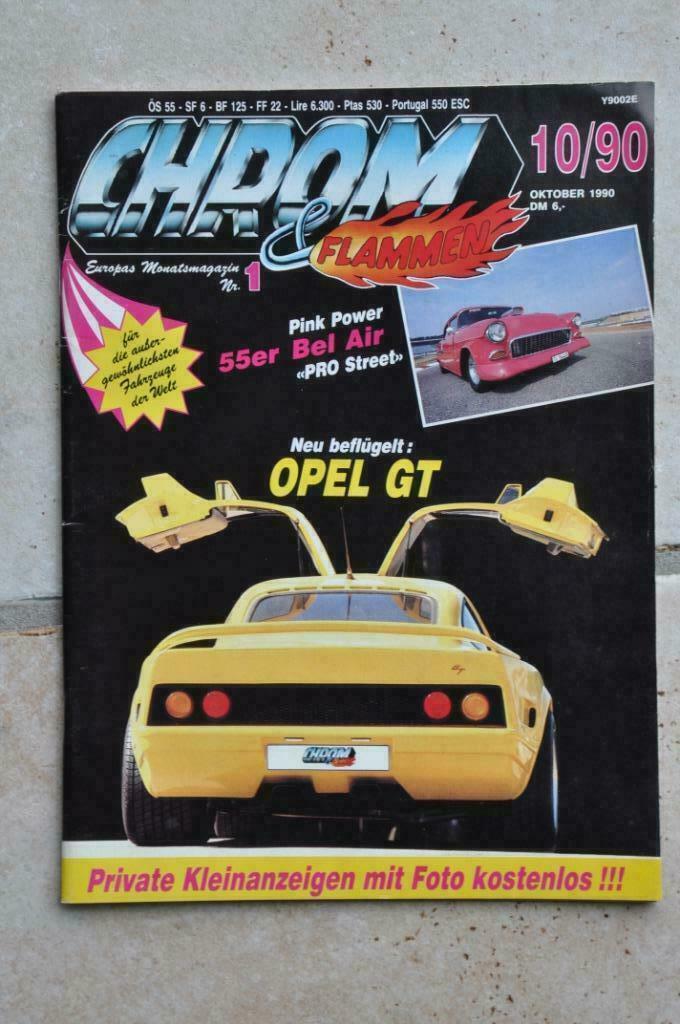 ÖS 55 - SF 6 - BF 125 - FF 22 - Lire 6.300 - Ptas 530 - Portugal 550 ESC
Y9002E
CHROM
& FLAMMEN
10/90
OKTOBER 1990
DM 6,-
Europas Monatsmagazin
Nr. 1
für
die außer-
gewöhnlichsten
Fahrzeuge
der Welt
Pink Power
55er Bel Air
«PRO Street»
Neu beflügelt:
OPEL GT
GT
CHROM
Private Kleinanzeigen mit Foto kostenlos!!!